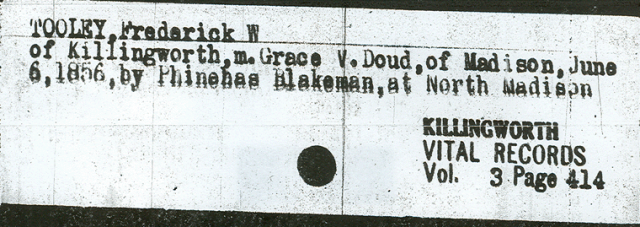 TOOLEY, Frederick W
of Killingworth, m. Grace V. Doud, of Madison, June
6, 1856, by Phinehas Blakeman, at North Madison
KILLINGWORTH
VITAL RECORDS
Vol. 3 Page 414